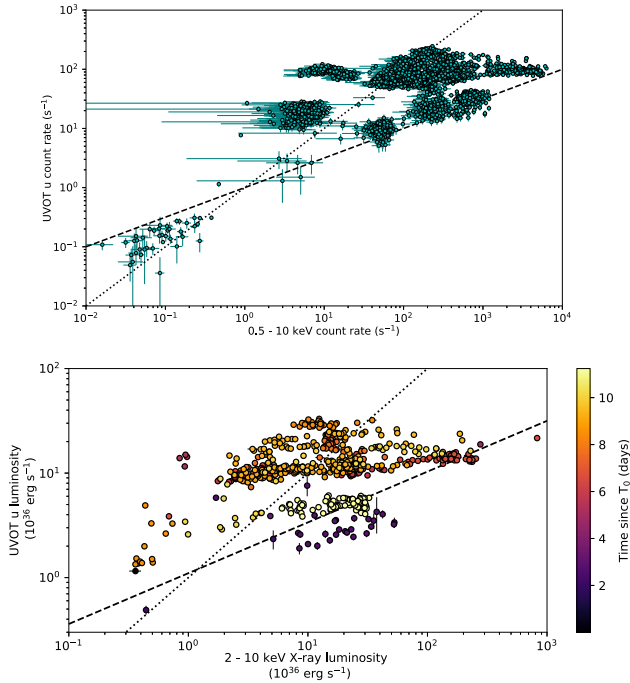 10³
10²
10¹
10⁰
10⁻¹
10⁻²
UVOT u count rate (s⁻¹)
10⁻² 10⁻¹ 10⁰ 10¹ 10² 10³ 10⁴
0.5 - 10 keV count rate (s⁻¹)
10²
10¹
10⁰
UVOT u luminosity
(10³⁶ erg s⁻¹)
10⁻¹ 10⁰ 10¹ 10² 10³
2 - 10 keV X-ray luminosity
(10³⁶ erg s⁻¹)
10
8
6
4
2
Time since T₀ (days)